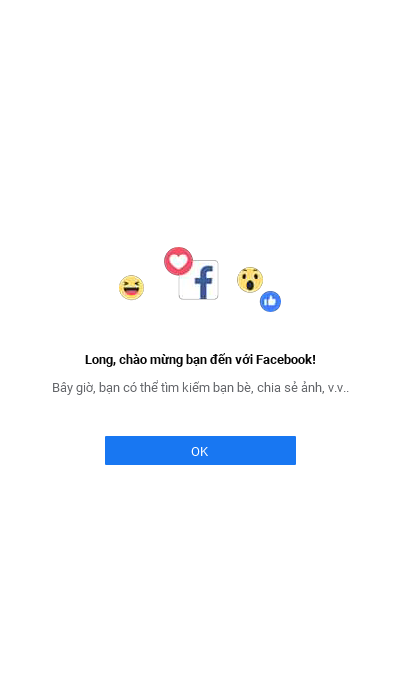 Long, chào mừng bạn đến với Facebook!
Bây giờ, bạn có thể tìm kiếm bạn bè, chia sẻ ảnh, v.v..
OK